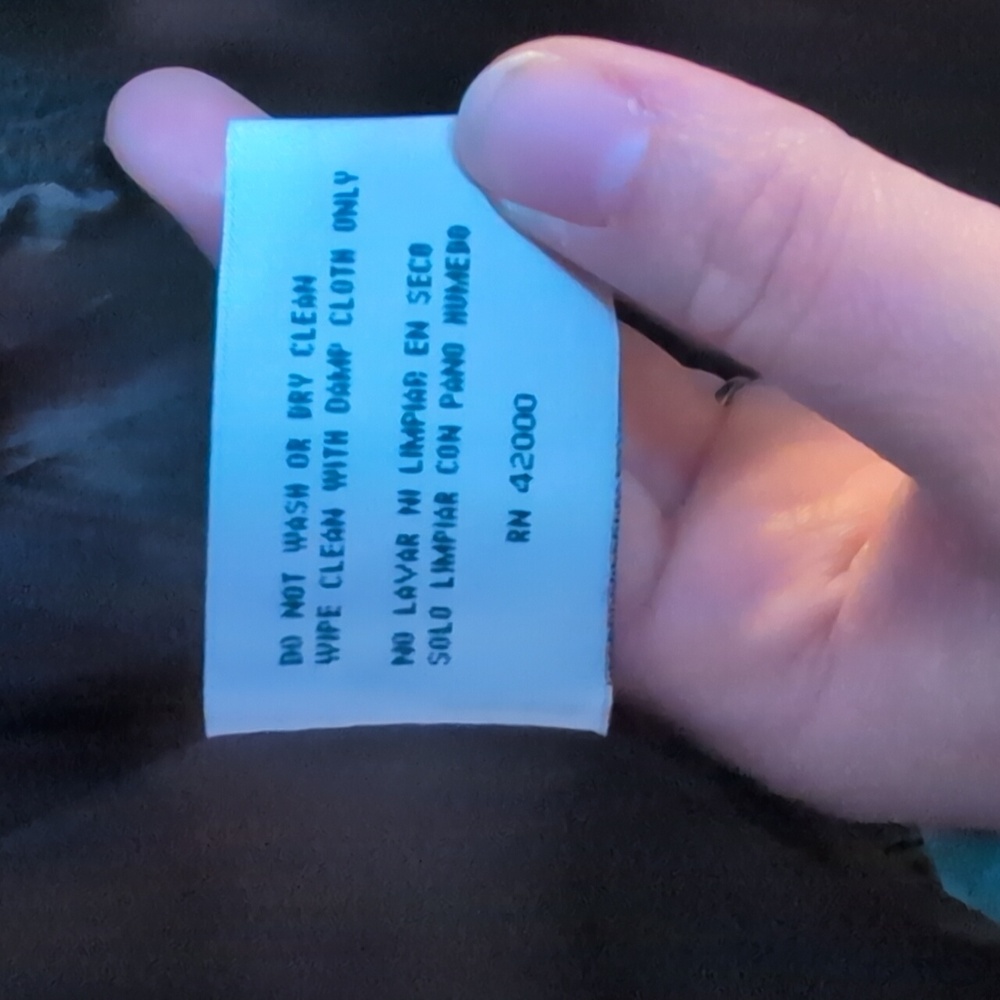 DO NOT WASH OR DRY CLEAN
WIPE CLEAN WITH DAMP CLOTH ONLY
NO LAVAR NI LIMPIAR EN SECO
SOLO LIMPIAR CON PANO HUMEDO
RN 42000